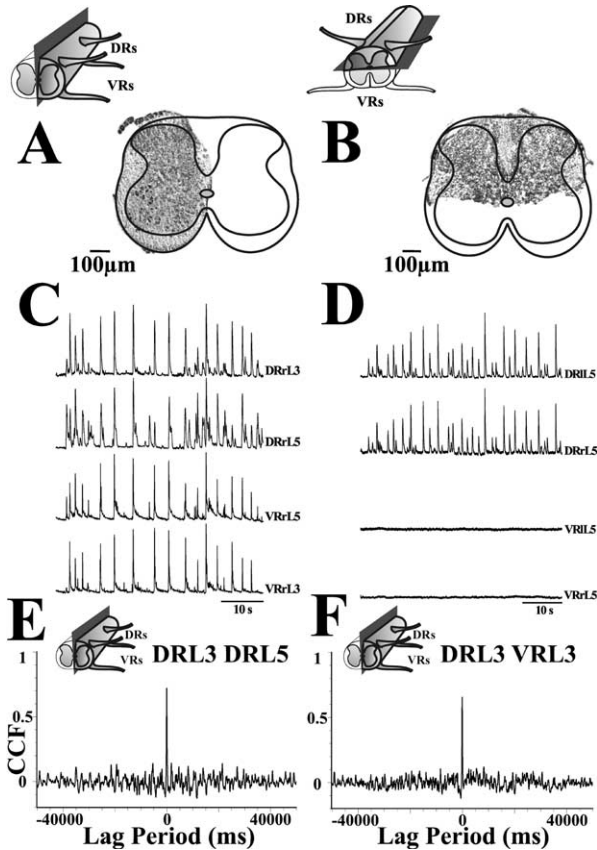 DRs
DRs
VRs
VRs
A
B
100µm
100µm
C
D
DRrL3
DRlL5
DRrL5
DRrL5
VRrL5
VRlL5
VRrL3
VRrL5
10 s
10 s
E
DRs
VRs
DRL3 DRL5
F
DRs
VRs
DRL3 VRL3
1
1
0.5
0.5
CCF
0
0
-40000
0
40000
-40000
0
40000
Lag Period (ms)
Lag Period (ms)